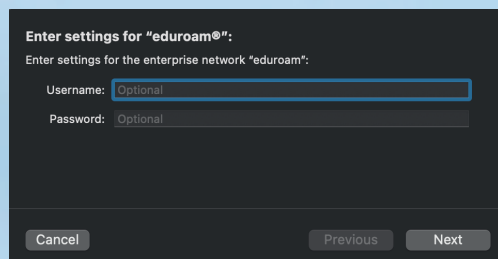 Enter settings for “eduroam®”:
Enter settings for the enterprise network “eduroam”:
Username: Optional
Password: Optional
Cancel Previous Next